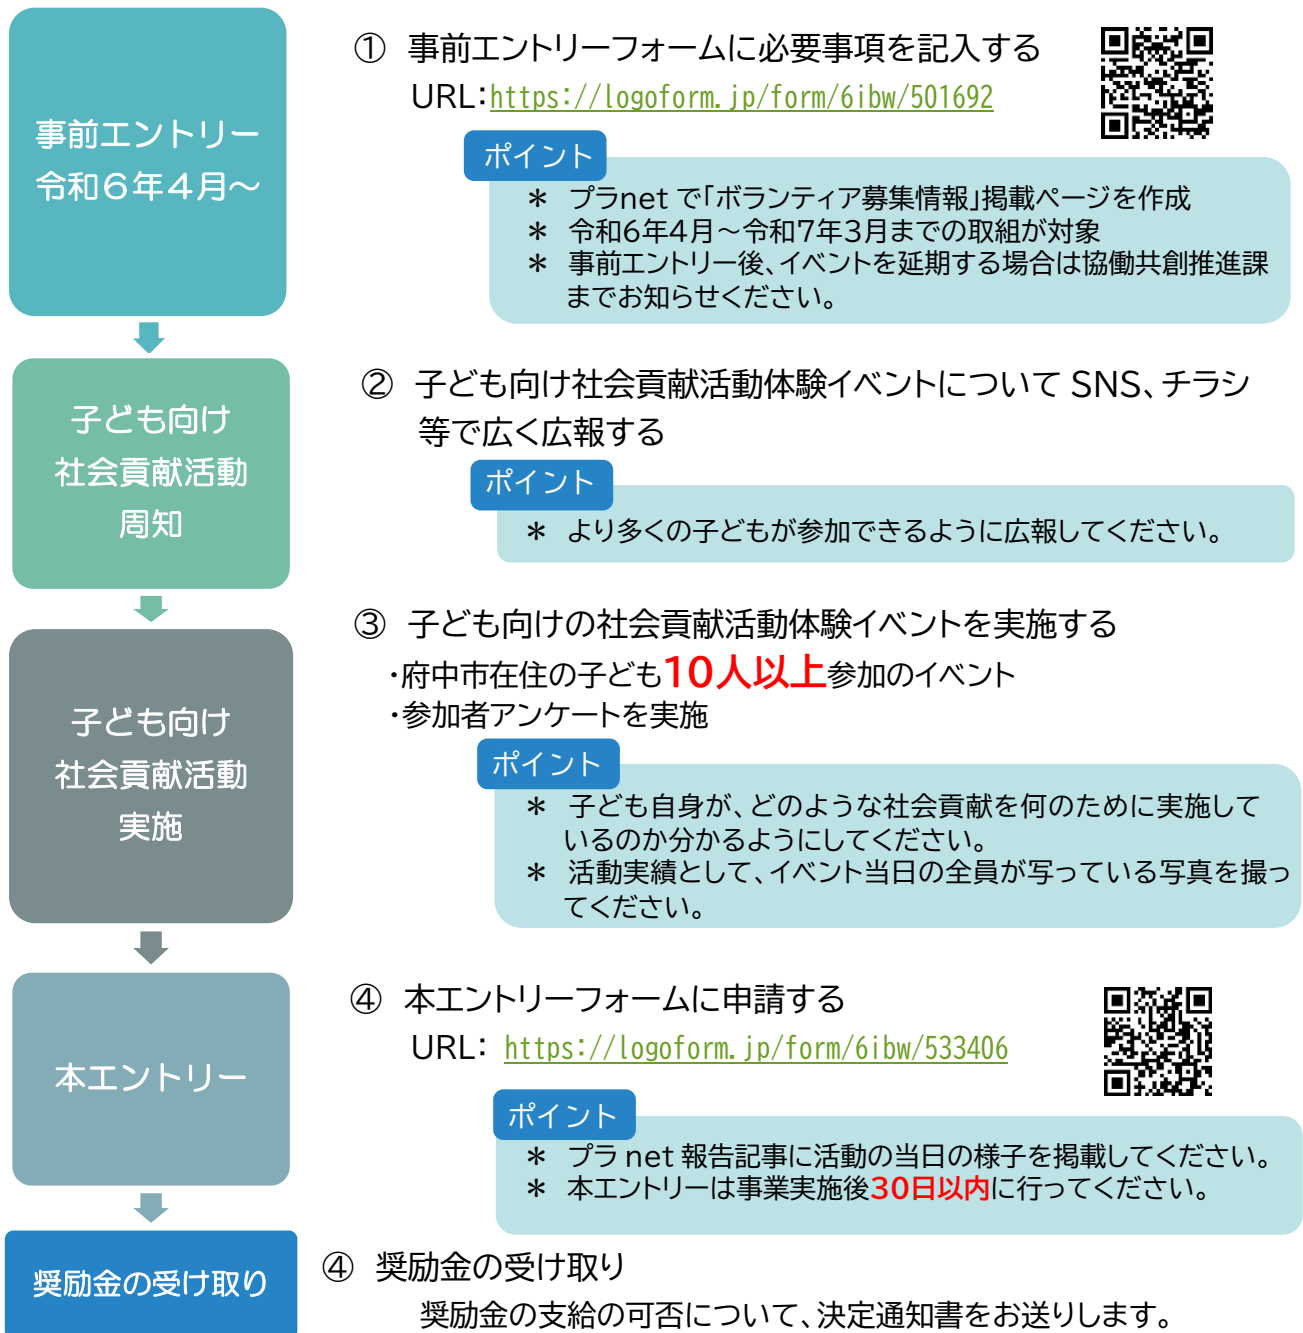 事前エントリー
令和6年4月～
① 事前エントリーフォームに必要事項を記入する
URL:https://logoform.jp/form/6ibw/501692
ポイント
＊ プラnet で「ボランティア募集情報」掲載ページを作成
＊ 令和6年4月～令和7年3月までの取組が対象
＊ 事前エントリー後、イベントを延期する場合は協働共創推進課
までお知らせください。
子ども向け
社会貢献活動
周知
② 子ども向け社会貢献活動体験イベントについて SNS、チラシ
等で広く広報する
ポイント
＊ より多くの子どもが参加できるように広報してください。
子ども向け
社会貢献活動
実施
③ 子ども向けの社会貢献活動体験イベントを実施する
・府中市在住の子ども10人以上参加のイベント
・参加者アンケートを実施
ポイント
＊ 子ども自身が、どのような社会貢献を何のために実施して
いるのか分かるようにしてください。
＊ 活動実績として、イベント当日の全員が写っている写真を撮っ
てください。
本エントリー
④ 本エントリーフォームに申請する
URL: https://logoform.jp/form/6ibw/533406
ポイント
＊ プラ net 報告記事に活動の当日の様子を掲載してください。
＊ 本エントリーは事業実施後30日以内に行ってください。
奨励金の受け取り
④ 奨励金の受け取り
奨励金の支給の可否について、決定通知書をお送りします。